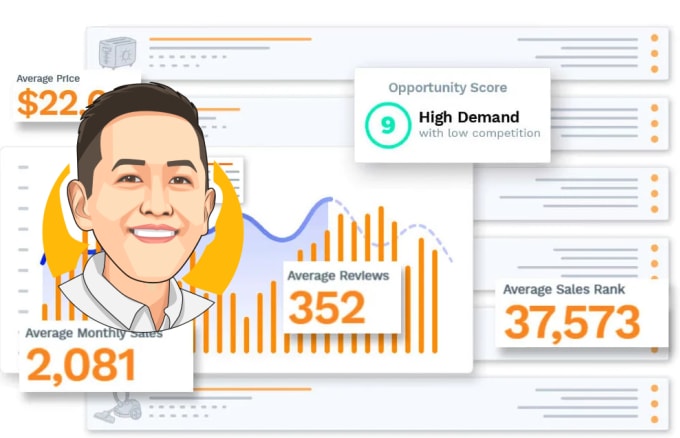 Average Price
$22,
Opportunity Score
9
High Demand
with low competition
Average Reviews
352
Average Sales Rank
37,573
Average Monthly Sales
2,081